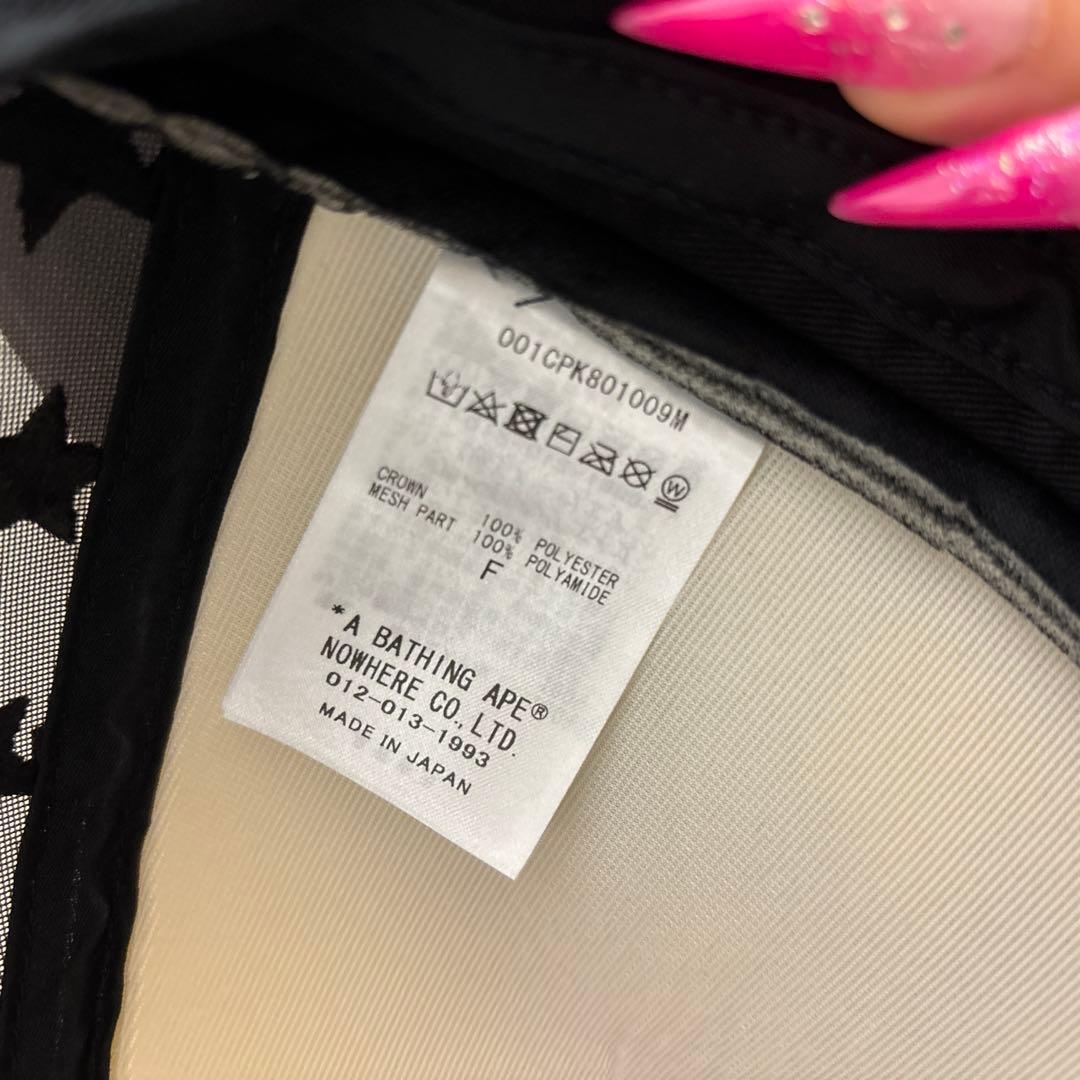 001CPK801009M
W
CROWN 100% POLYESTER
MESH PART 100% POLYAMIDE
F
*A BATHING APE®
NOWHERE CO.,LTD.
012-013-1993
MADE IN JAPAN